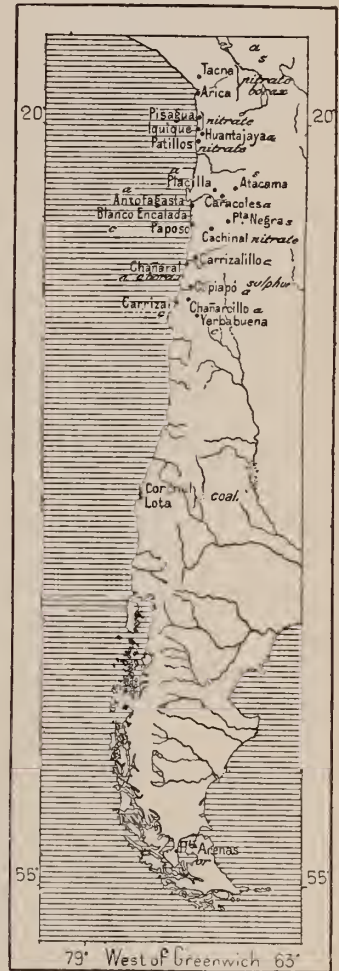 a
s
Tacna
nitrate
borax
Arica
20° 20°
Pisagua nitrate
Iquique Huantajaya a
Patillos nitrate
a s
Placilla Atacama
a
Antofagasta Caracoles a
Blanco Encalada Pta Negra s
c Paposo
Cachinal nitrate
Carrizalillo c
Chañaral
a borax
sulphur
Carrizal Chañarcillo a
c Yerbabuena
c
coal.
Lota
Arenas
or
55° 55°
79° West of Greenwich 63°